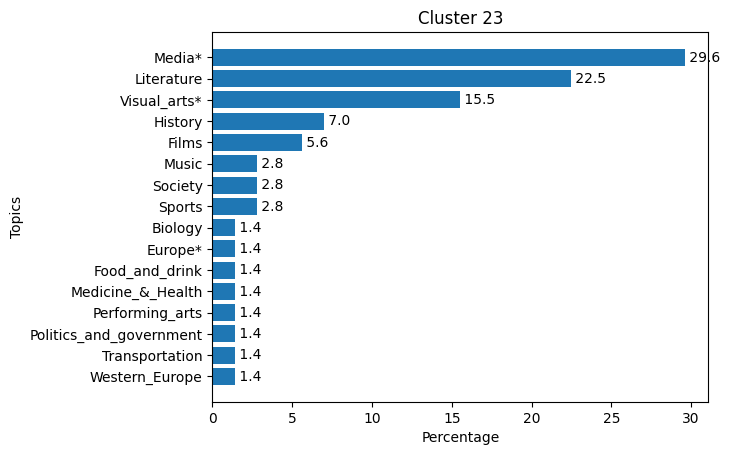 Cluster 23
Topics
Media* 29.6
Literature 22.5
Visual_arts* 15.5
History 7.0
Films 5.6
Music 2.8
Society 2.8
Sports 2.8
Biology 1.4
Europe* 1.4
Food_and_drink 1.4
Medicine_&_Health 1.4
Performing_arts 1.4
Politics_and_government 1.4
Transportation 1.4
Western_Europe 1.4
0 5 10 15 20 25 30
Percentage